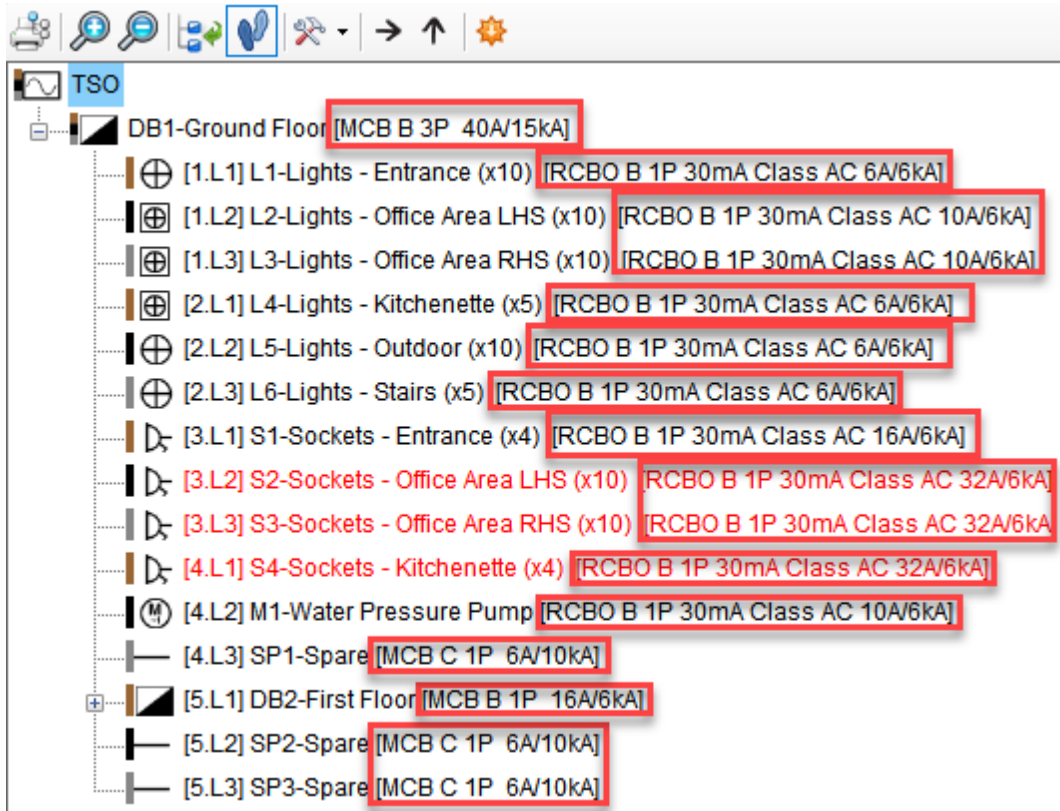 TSO
DB1-Ground Floor [MCB B 3P 40A/15kA]
[1.L1] L1-Lights - Entrance (x10) [RCBO B 1P 30mA Class AC 6A/6kA]
[1.L2] L2-Lights - Office Area LHS (x10) [RCBO B 1P 30mA Class AC 10A/6kA]
[1.L3] L3-Lights - Office Area RHS (x10) [RCBO B 1P 30mA Class AC 10A/6kA]
[2.L1] L4-Lights - Kitchenette (x5) [RCBO B 1P 30mA Class AC 6A/6kA]
[2.L2] L5-Lights - Outdoor (x10) [RCBO B 1P 30mA Class AC 6A/6kA]
[2.L3] L6-Lights - Stairs (x5) [RCBO B 1P 30mA Class AC 6A/6kA]
[3.L1] S1-Sockets - Entrance (x4) [RCBO B 1P 30mA Class AC 16A/6kA]
[3.L2] S2-Sockets - Office Area LHS (x10) [RCBO B 1P 30mA Class AC 32A/6kA]
[3.L3] S3-Sockets - Office Area RHS (x10) [RCBO B 1P 30mA Class AC 32A/6kA
[4.L1] S4-Sockets - Kitchenette (x4) [RCBO B 1P 30mA Class AC 32A/6kA]
M [4.L2] M1-Water Pressure Pump [RCBO B 1P 30mA Class AC 10A/6kA]
[4.L3] SP1-Spare [MCB C 1P 6A/10kA]
[5.L1] DB2-First Floor [MCB B 1P 16A/6kA]
[5.L2] SP2-Spare [MCB C 1P 6A/10kA]
[5.L3] SP3-Spare [MCB C 1P 6A/10kA]